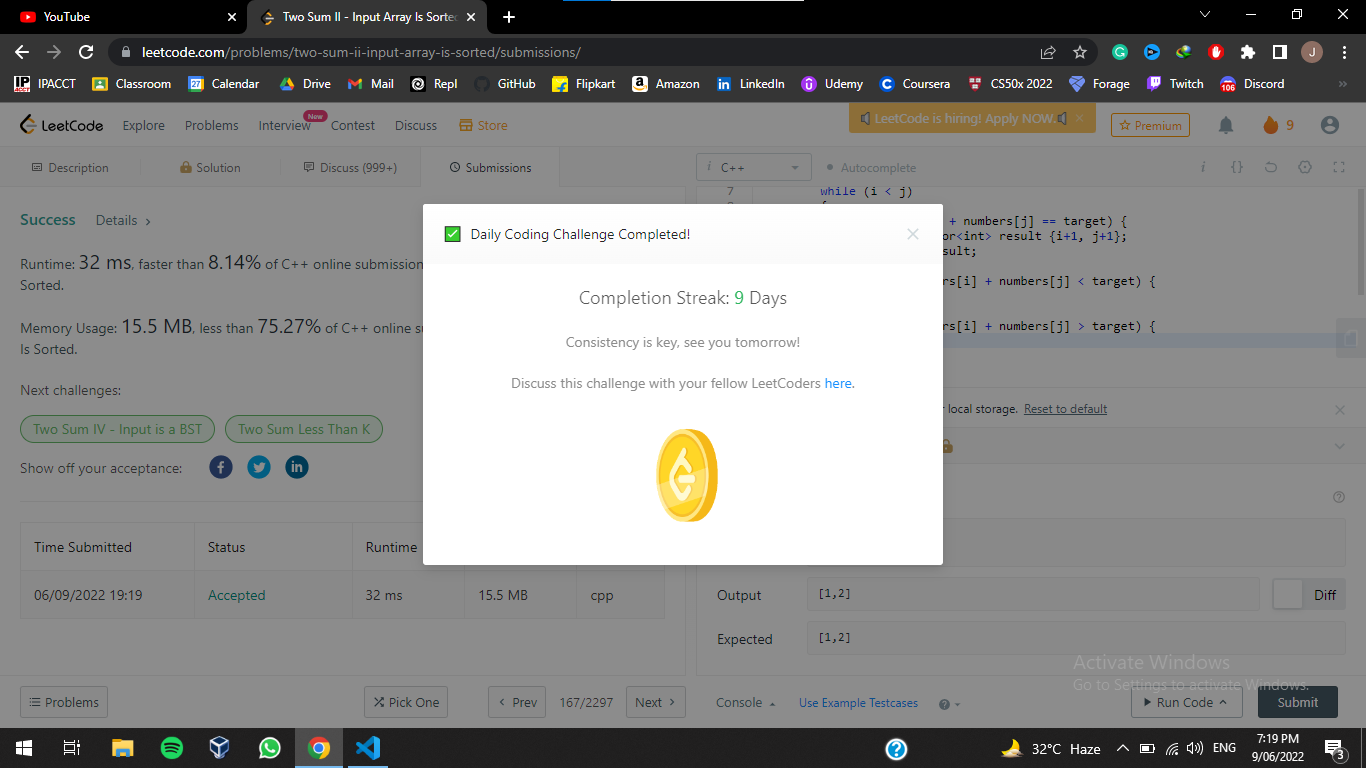 YouTube
Two Sum II - Input Array Is Sorted
leetcode.com/problems/two-sum-ii-input-array-is-sorted/submissions/
J
IPACCT Classroom Calendar Drive Mail Repl GitHub Flipkart Amazon LinkedIn Udemy Coursera CS50x 2022 Forage Twitch Discord
LeetCode Explore Problems Interview New Contest Discuss Store
LeetCode is hiring! Apply NOW.
Premium
9
Description Solution Discuss (999+) Submissions
C++ Autocomplete
7 while (i < j)
Success Details
+ numbers[j] == target) {
or<int> result {i+1, j+1};
sult;
rs[i] + numbers[j] < target) {
rs[i] + numbers[j] > target) {
Runtime: 32 ms, faster than 8.14% of C++ online submission
Sorted.
Memory Usage: 15.5 MB, less than 75.27% of C++ online su
Is Sorted.
Next challenges:
Two Sum IV - Input is a BST Two Sum Less Than K
Show off your acceptance:
Daily Coding Challenge Completed!
Completion Streak: 9 Days
Consistency is key, see you tomorrow!
Discuss this challenge with your fellow LeetCoders here.
r local storage. Reset to default
Time Submitted Status Runtime
06/09/2022 19:19 Accepted 32 ms 15.5 MB cpp
Output [1,2] Diff
Expected [1,2]
Activate Windows
Go to Settings to activate Windows.
Problems Pick One Prev 167/2297 Next Console Use Example Testcases Run Code Submit
32°C Haze ENG 7:19 PM
9/06/2022
3